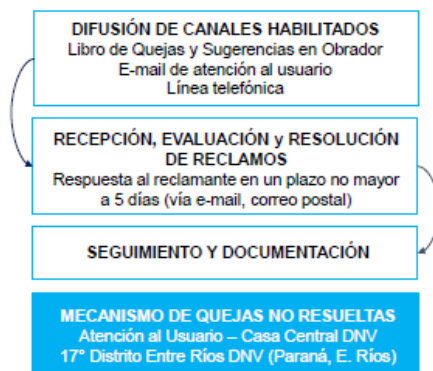 DIFUSIÓN DE CANALES HABILITADOS
Libro de Quejas y Sugerencias en Obrador
E-mail de atención al usuario
Línea telefónica
RECEPCIÓN, EVALUACIÓN y RESOLUCIÓN
DE RECLAMOS
Respuesta al reclamante en un plazo no mayor
a 5 días (vía e-mail, correo postal)
SEGUIMIENTO Y DOCUMENTACIÓN
MECANISMO DE QUEJAS NO RESUELTAS
Atención al Usuario – Casa Central DNV
17° Distrito Entre Ríos DNV (Paraná, E. Ríos)